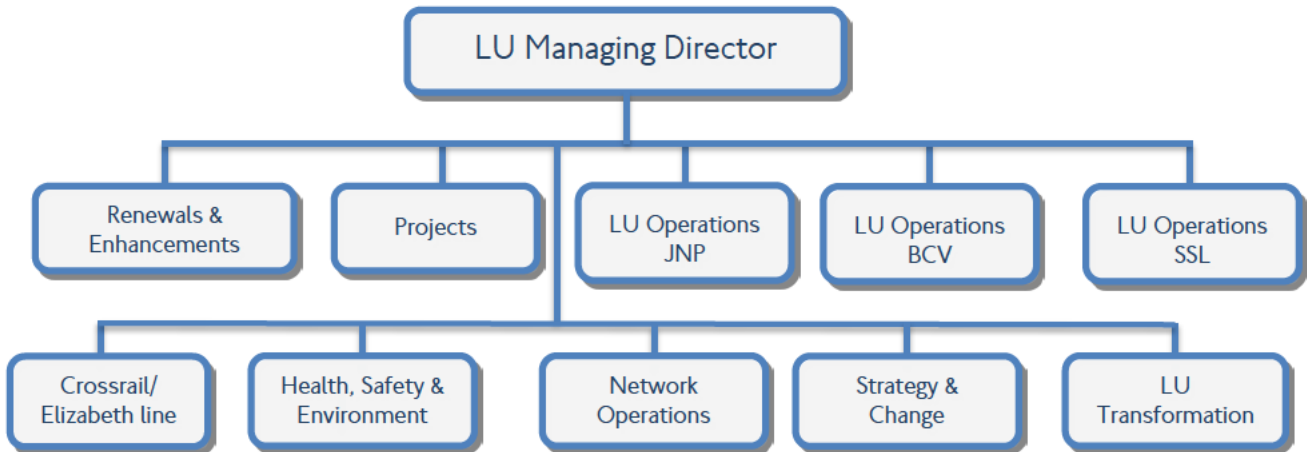 LU Managing Director
Renewals &
Enhancements
Projects
LU Operations
JNP
LU Operations
BCV
LU Operations
SSL
Crossrail/
Elizabeth line
Health, Safety &
Environment
Network
Operations
Strategy &
Change
LU
Transformation